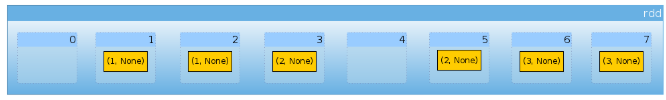 rdd
0 1 2 3 4 5 6 7
(1, None) (1, None) (2, None) (2, None) (3, None) (3, None)